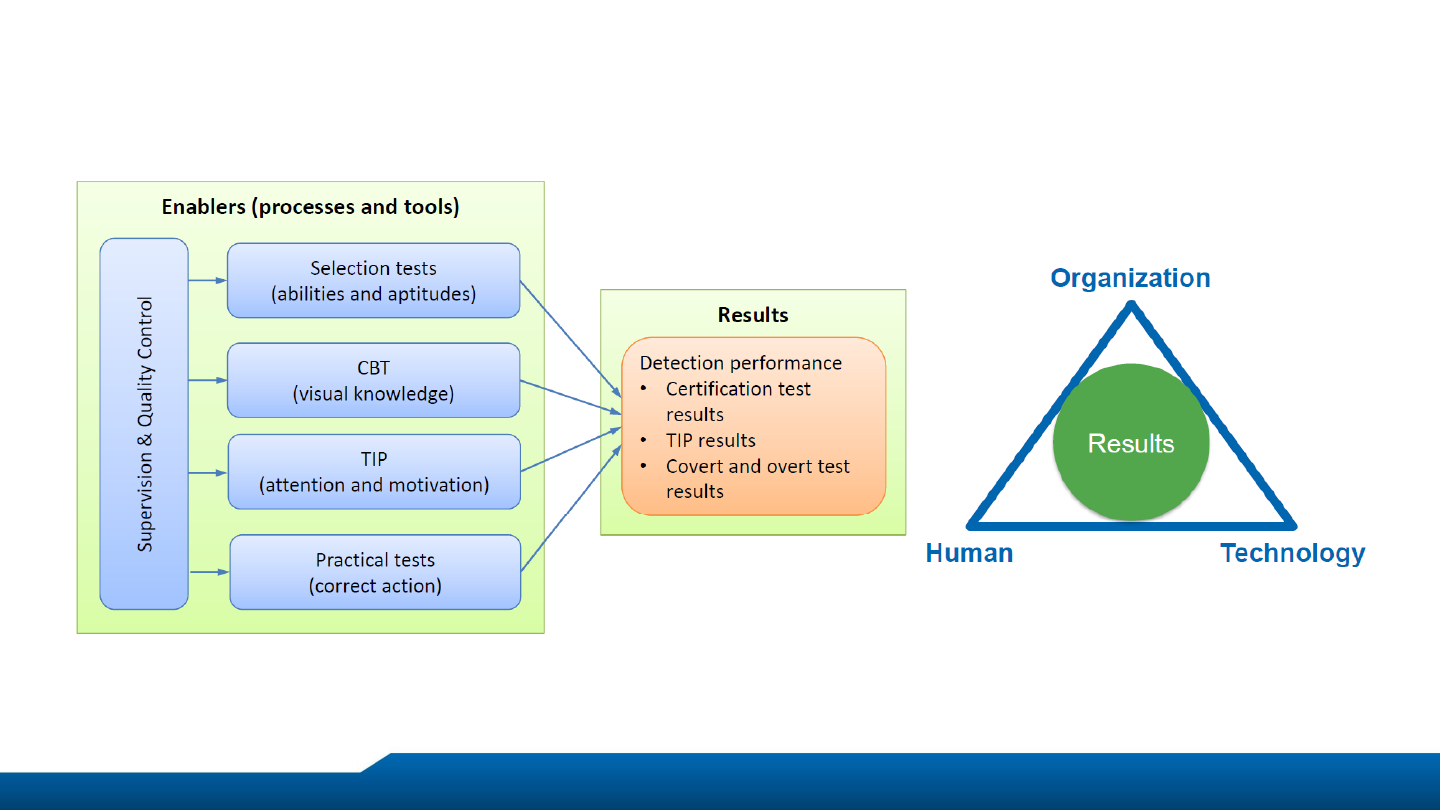 Enablers (processes and tools)
Supervision & Quality Control
Selection tests
(abilities and aptitudes)
CBT
(visual knowledge)
TIP
(attention and motivation)
Practical tests
(correct action)
Results
Detection performance
• Certification test
results
• TIP results
• Covert and overt test
results
Organization
Results
Human
Technology